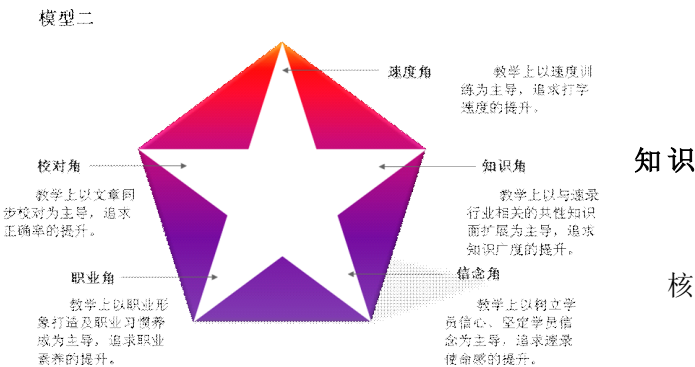 模型二
速度角
教学上以速度训
练为主导，追求打字
速度的提升。
校对角
教学上以文章同
步校对为主导，追求
正确率的提升。
知识角
教学上以与速录
行业相关的共性知识
面扩展为主导，追求
知识广度的提升。
职业角
教学上以职业形
象打造及职业习惯养
成为主导，追求职业
素养的提升。
信念角
教学上以树立学
员信心、坚定学员信
念为主导，追求速录
使命感的提升。
知识
核